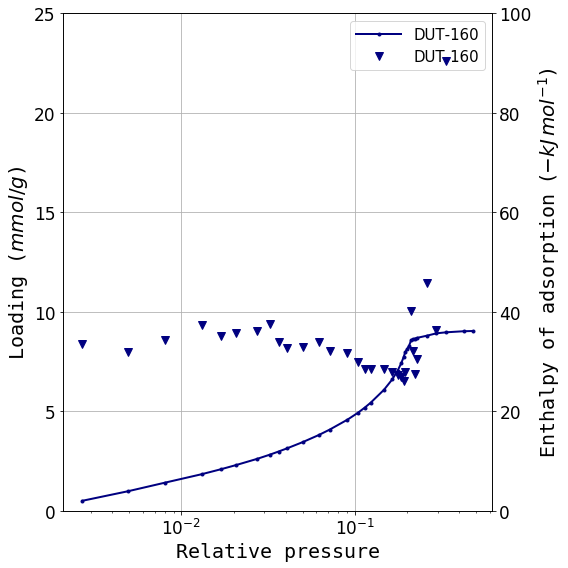 DUT-160
DUT-160
25
20
15
10
5
0
100
80
60
40
20
0
10⁻²
10⁻¹
Loading (mmol/g)
Enthalpy of adsorption (−kJ mol⁻¹)
Relative pressure